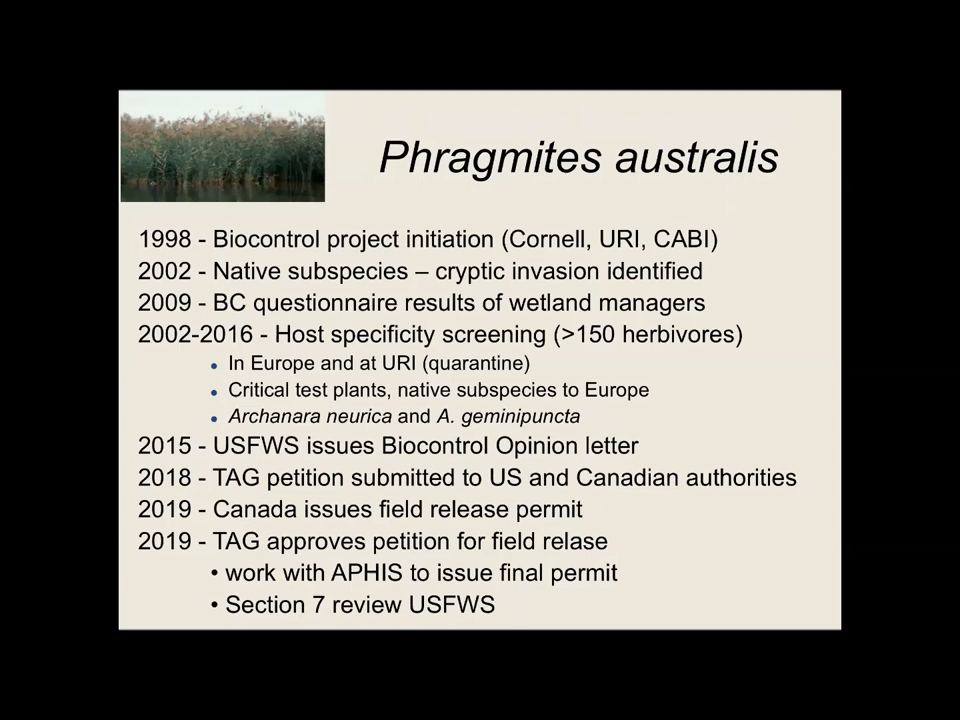 Phragmites australis
1998 - Biocontrol project initiation (Cornell, URI, CABI)
2002 - Native subspecies – cryptic invasion identified
2009 - BC questionnaire results of wetland managers
2002-2016 - Host specificity screening (>150 herbivores)
• In Europe and at URI (quarantine)
• Critical test plants, native subspecies to Europe
• Archanara neurica and A. geminipuncta
2015 - USFWS issues Biocontrol Opinion letter
2018 - TAG petition submitted to US and Canadian authorities
2019 - Canada issues field release permit
2019 - TAG approves petition for field relase
• work with APHIS to issue final permit
• Section 7 review USFWS